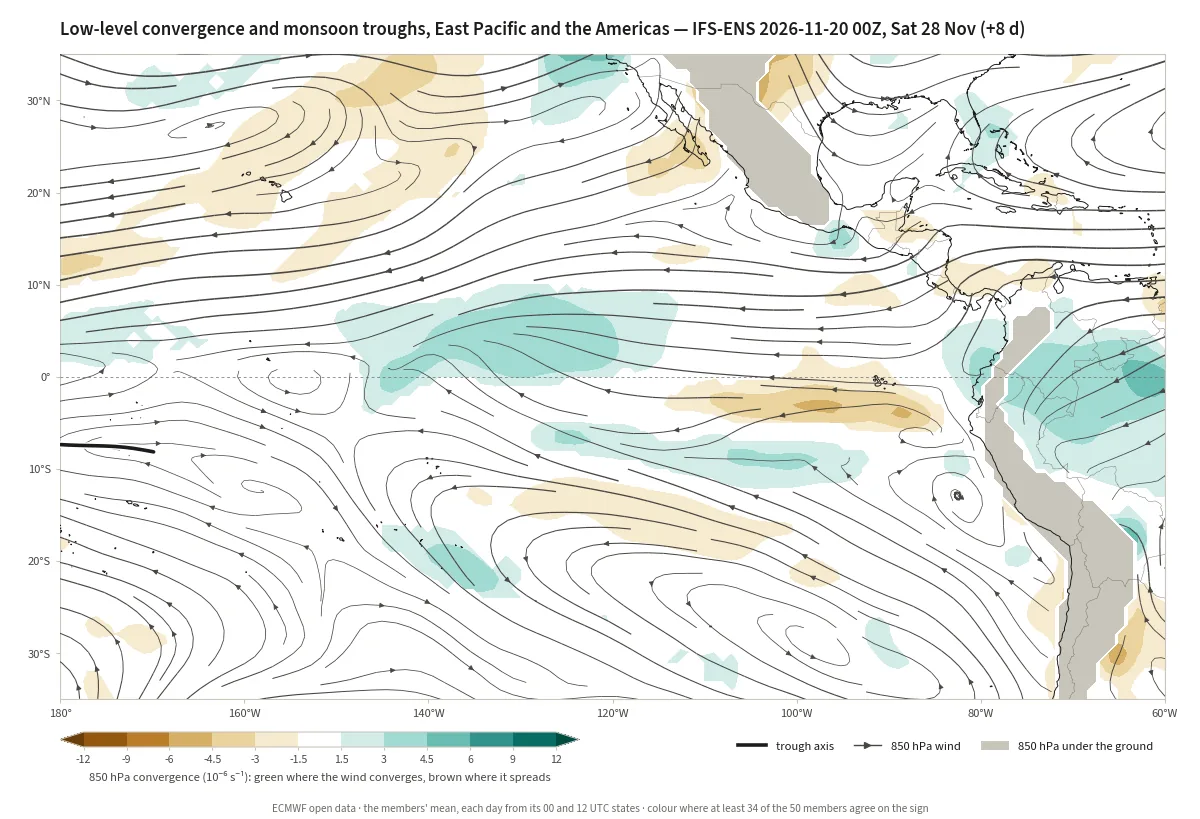 Low-level convergence and monsoon troughs, East Pacific and the Americas — IFS-ENS 2026-11-20 00Z, Sat 28 Nov (+8 d)
30°N
20°N
10°N
0°
10°S
20°S
30°S
180° 160°W 140°W 120°W 100°W 80°W 60°W
-12 -9 -6 -4.5 -3 -1.5 1.5 3 4.5 6 9 12
850 hPa convergence (10⁻⁶ s⁻¹): green where the wind converges, brown where it spreads
trough axis 850 hPa wind 850 hPa under the ground
ECMWF open data · the members' mean, each day from its 00 and 12 UTC states · colour where at least 34 of the 50 members agree on the sign